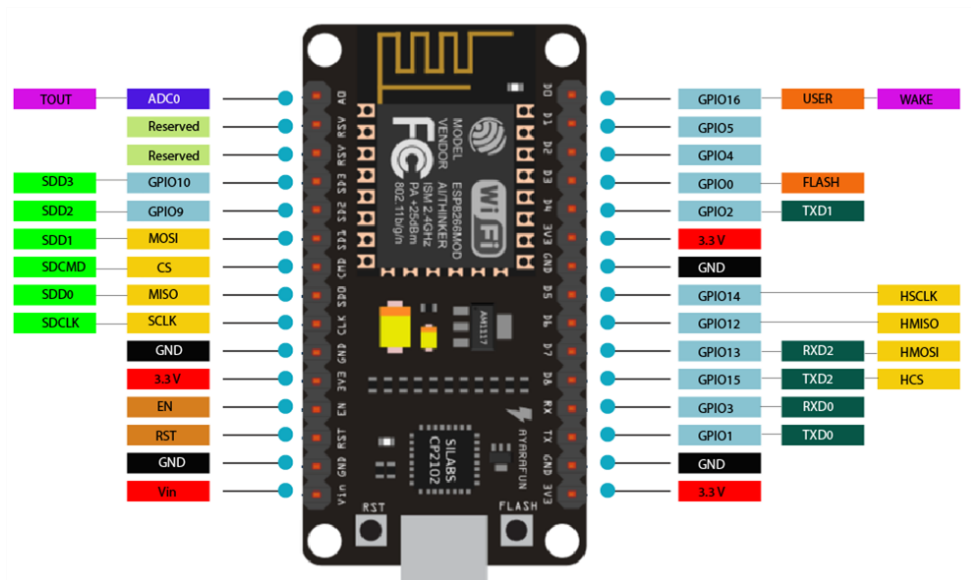 TOUT ADC0
Reserved
Reserved
SDD3 GPIO10
SDD2 GPIO9
SDD1 MOSI
SDCMD CS
SDD0 MISO
SDCLK SCLK
GND
3.3 V
EN
RST
GND
Vin
A0
RSV
RSV
SD3
SD2
SD1
CMD
SD0
CLK
GND
3V3
EN
RST
GND
Vin
MODEL
VENDOR
ESP8266MOD
AI/THINKER
ISM 2.4GHz
PA +25dBm
802.11b/g/n
FC
Wi Fi
AM1117
SILABS
CP2102
AYARAFUN
RST
FLASH
D0
D1
D2
D3
D4
3V3
GND
D5
D6
D7
D8
RX
TX
GND
3V3
GPIO16 USER WAKE
GPIO5
GPIO4
GPIO0 FLASH
GPIO2 TXD1
3.3 V
GND
GPIO14 HSCLK
GPIO12 HMISO
GPIO13 RXD2 HMOSI
GPIO15 TXD2 HCS
GPIO3 RXD0
GPIO1 TXD0
GND
3.3 V